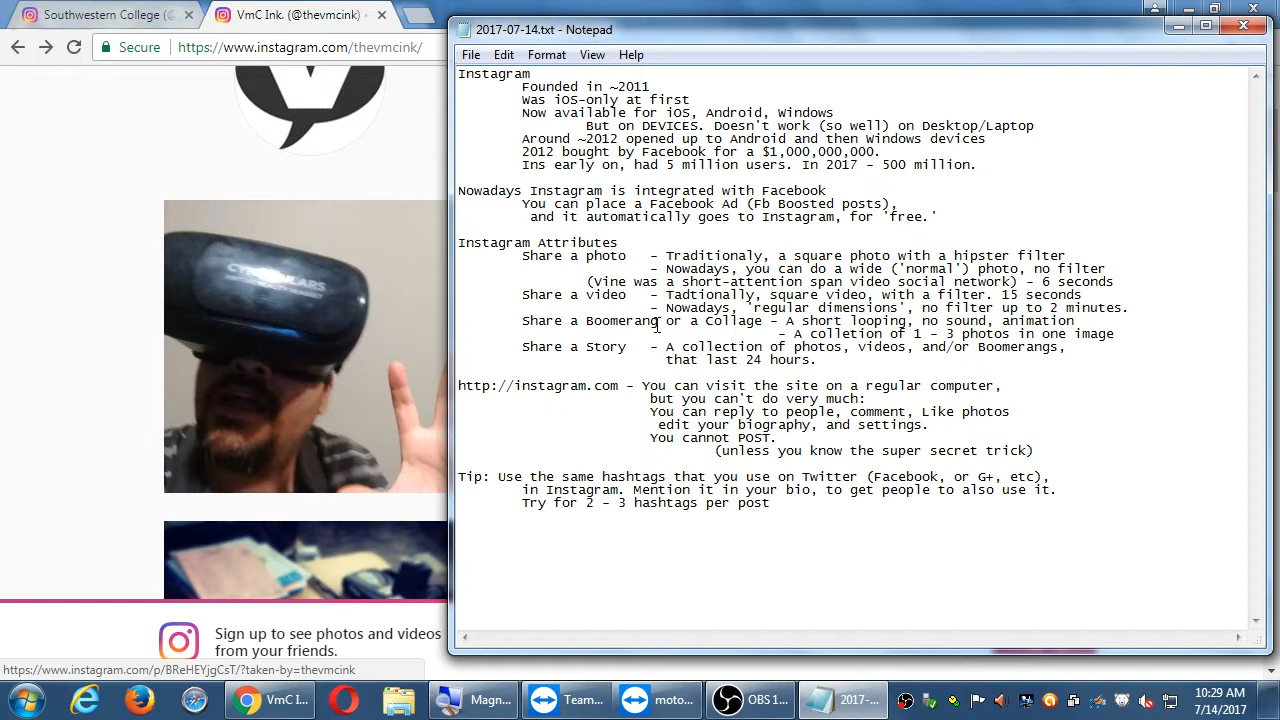 Southwestern College (@
VmC Ink. (@thevmcink) •
Secure
https://www.instagram.com/thevmcink/
2017-07-14.txt - Notepad
File Edit Format View Help
Instagram
Founded in ~2011
Was iOS-only at first
Now available for iOS, Android, Windows
But on DEVICES. Doesn't work (so well) on Desktop/Laptop
Around ~2012 opened up to Android and then Windows devices
2012 bought by Facebook for a $1,000,000,000.
Ins early on, had 5 million users. In 2017 - 500 million.
Nowadays Instagram is integrated with Facebook
You can place a Facebook Ad (Fb Boosted posts),
and it automatically goes to Instagram, for 'free.'
Instagram Attributes
Share a photo - Traditionaly, a square photo with a hipster filter
- Nowadays, you can do a wide ('normal') photo, no filter
(Vine was a short-attention span video social network) - 6 seconds
Share a video - Tadtionally, square video, with a filter. 15 seconds
- Nowadays, 'regular dimensions', no filter up to 2 minutes.
Share a Boomerang or a Collage - A short looping, no sound, animation
- A colletion of 1 - 3 photos in one image
Share a Story - A collection of photos, videos, and/or Boomerangs,
that last 24 hours.
http://instagram.com - You can visit the site on a regular computer,
but you can't do very much:
You can reply to people, comment, Like photos
edit your biography, and settings.
You cannot POST.
(unless you know the super secret trick)
Tip: Use the same hashtags that you use on Twitter (Facebook, or G+, etc),
in Instagram. Mention it in your bio, to get people to also use it.
Try for 2 - 3 hashtags per post
Sign up to see photos and videos
from your friends.
https://www.instagram.com/p/BReHEYjgCsT/?taken-by=thevmcink
VmC I...
Magn...
Team...
moto...
OBS 1...
2017-...
10:29 AM
7/14/2017